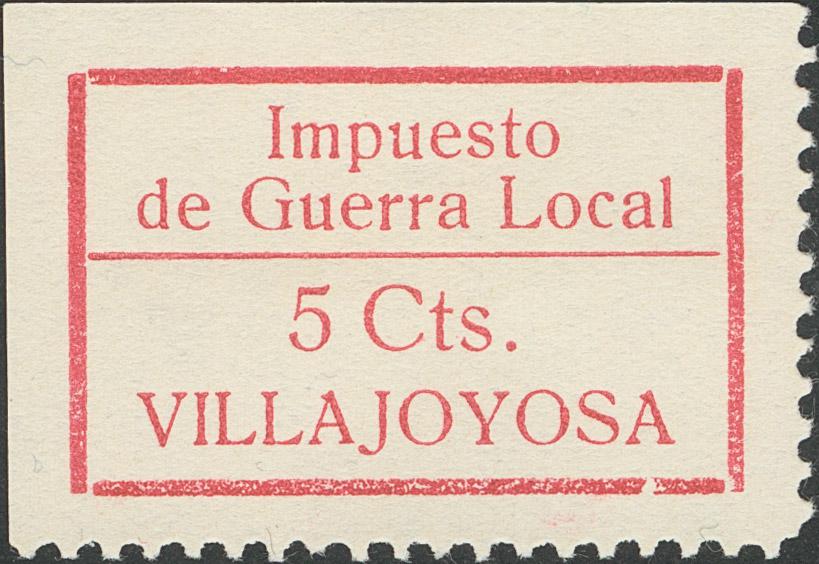 Impuesto
de Guerra Local
5 Cts.
VILLAJOYOSA